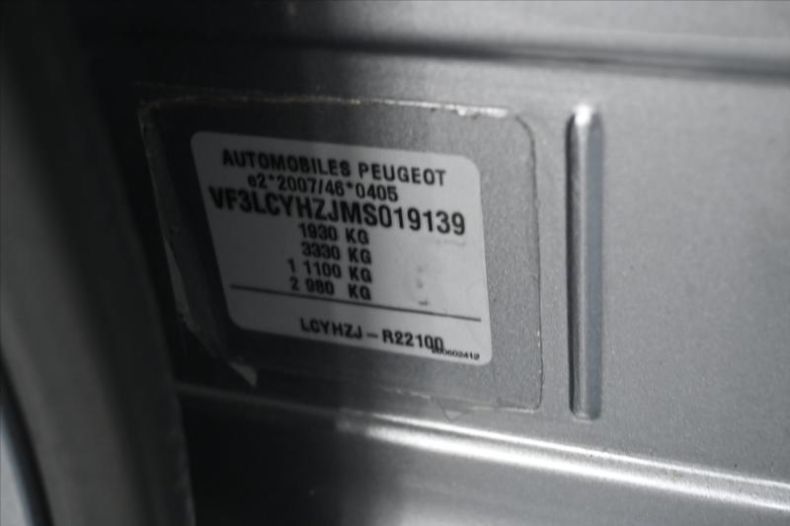 AUTOMOBILES PEUGEOT
e2*2007/46*0405
VF3LCYHZJMS019139
1930 KG
3330 KG
1 1100 KG
2 980 KG
LCYHZJ-R22100